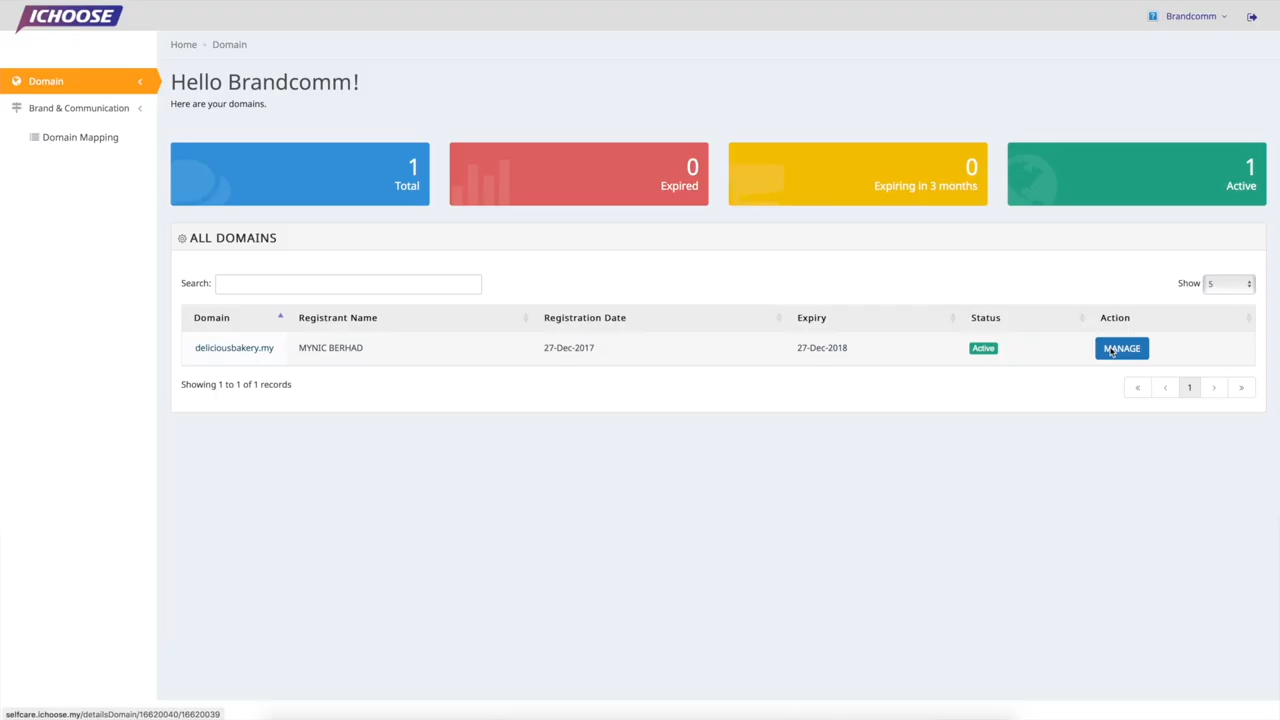 ICHOOSE
? Brandcomm
Home Domain
Domain
Brand & Communication
Domain Mapping
Hello Brandcomm!
Here are your domains.
1
Total
0
Expired
0
Expiring in 3 months
1
Active
ALL DOMAINS
Search:
Show 5
Domain Registrant Name Registration Date Expiry Status Action
deliciousbakery.my MYNIC BERHAD 27-Dec-2017 27-Dec-2018 Active MANAGE
Showing 1 to 1 of 1 records
« ‹ 1 › »
selfcare.ichoose.my/detailsDomain/16620040/16620039